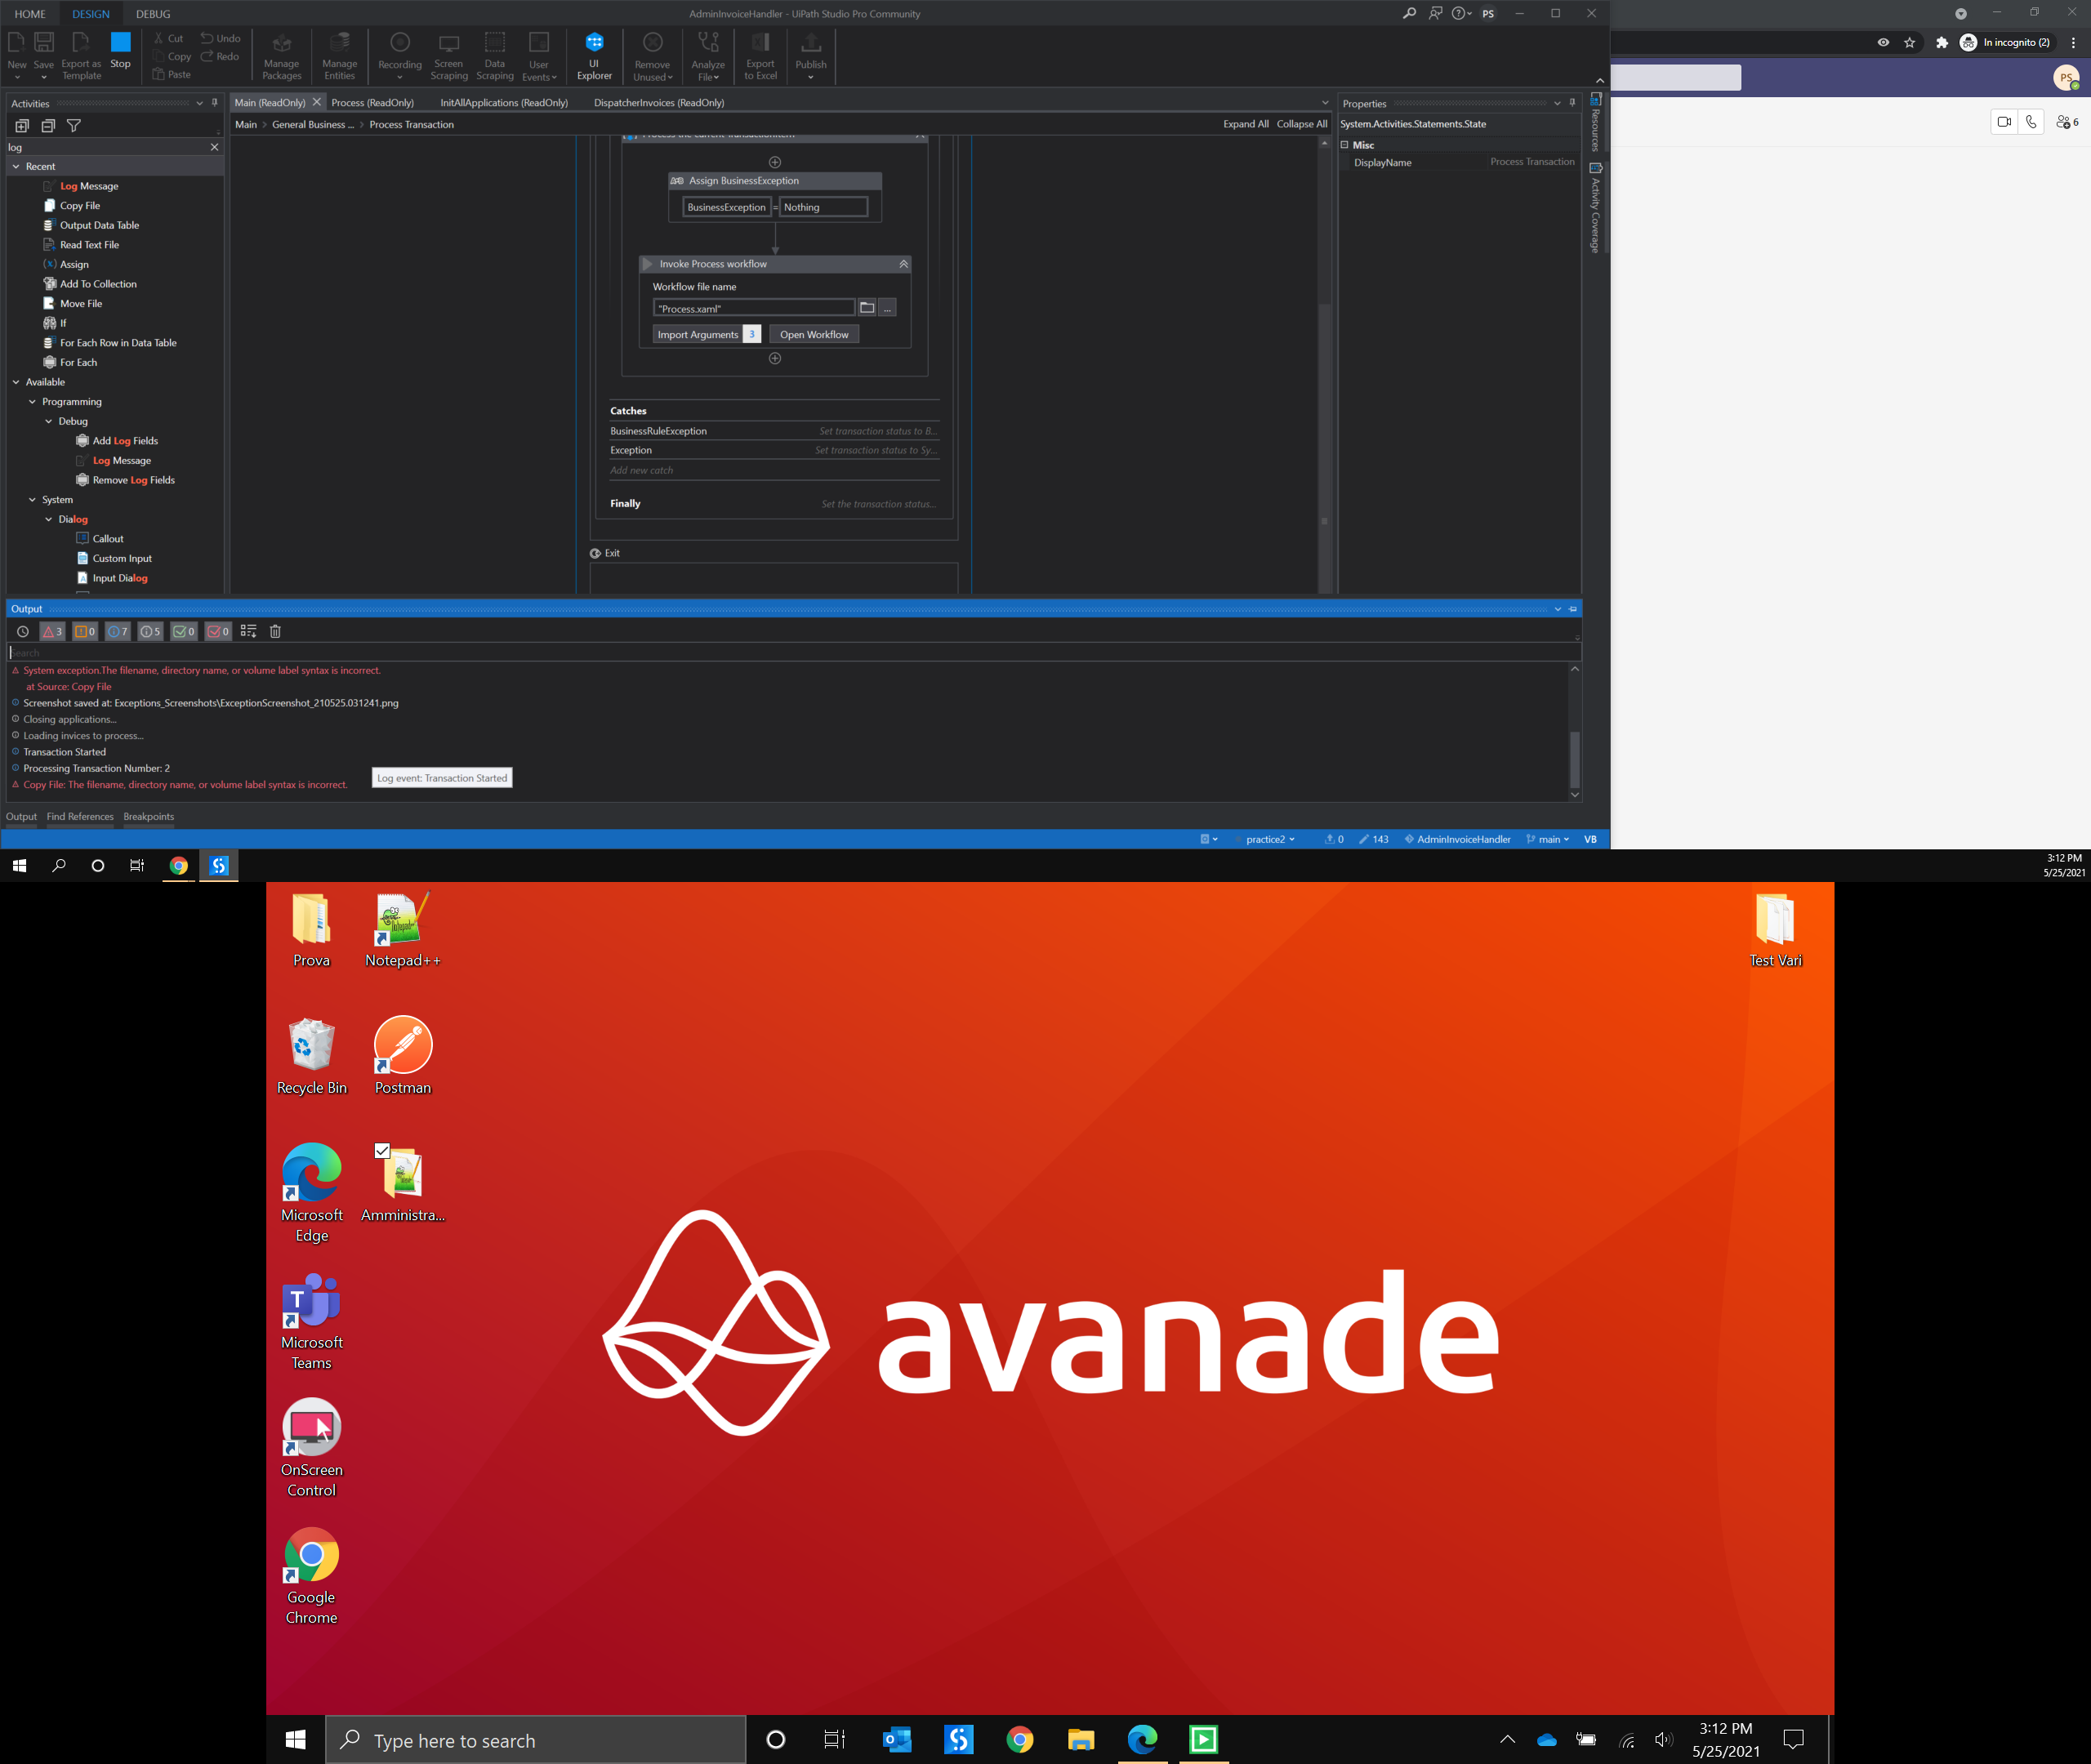 HOME DESIGN DEBUG
AdminInvoiceHandler - UiPath Studio Pro Community
PS
In incognito (2)
New
Save
Export as Template
Stop
Cut
Copy
Paste
Undo
Redo
Manage Packages
Manage Entities
Recording
Screen Scraping
Data Scraping
User Events
UI Explorer
Remove Unused
Analyze File
Export to Excel
Publish
PS
6
Activities
log
Recent
Log Message
Copy File
Output Data Table
Read Text File
Assign
Add To Collection
Move File
If
For Each Row in Data Table
For Each
Available
Programming
Debug
Add Log Fields
Log Message
Remove Log Fields
System
Dialog
Callout
Custom Input
Input Dialog
Main (ReadOnly) Process (ReadOnly) InitAllApplications (ReadOnly) DispatcherInvoices (ReadOnly)
Main > General Business ... > Process Transaction
Expand All Collapse All
Process the current TransactionItem
Assign BusinessException
BusinessException = Nothing
Invoke Process workflow
Workflow file name
"Process.xaml"
...
Import Arguments 3 Open Workflow
Catches
BusinessRuleException Set transaction status to B...
Exception Set transaction status to Sy...
Add new catch
Finally Set the transaction status...
Exit
Properties
System.Activities.Statements.State
Misc
DisplayName Process Transaction
Resources
Activity Coverage
Output
3 0 7 5 0 0
Search
System exception.The filename, directory name, or volume label syntax is incorrect.
at Source: Copy File
Screenshot saved at: Exceptions_Screenshots\ExceptionScreenshot_210525.031241.png
Closing applications...
Loading invices to process...
Transaction Started
Processing Transaction Number: 2
Log event: Transaction Started
Copy File: The filename, directory name, or volume label syntax is incorrect.
Output Find References Breakpoints
practice2 0 143 AdminInvoiceHandler main VB
3:12 PM
5/25/2021
Prova
Notepad++
Test Vari
Recycle Bin
Postman
Microsoft Edge
Amministra...
Microsoft Teams
OnScreen Control
Google Chrome
avanade
Type here to search
3:12 PM
5/25/2021